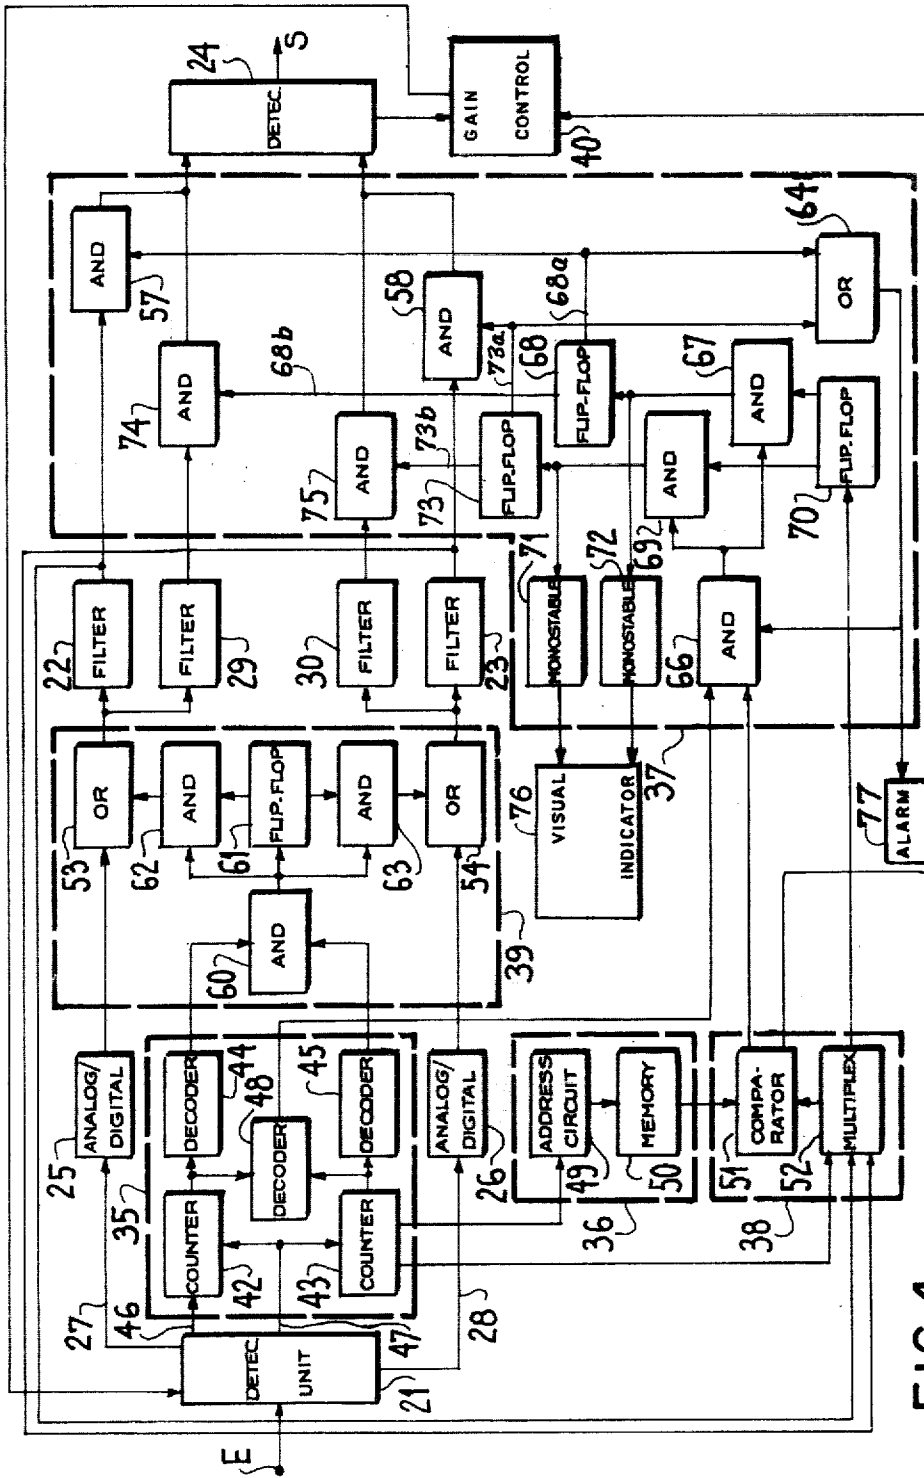 E
DETEC.
UNIT
21
27
46
47
28
25
ANALOG/
DIGITAL
35
COUNTER
42
43
COUNTER
DECODER
44
48
DECODER
45
DECODER
ANALOG/
DIGITAL
26
ADDRESS
CIRCUIT
49
MEMORY
50
36
51
COMPA-
RATOR
52
MULTIPLEX
38
53
OR
62
AND
61
FLIP.FLOP
AND
63
OR
54
60
AND
39
22
FILTER
FILTER
29
30
FILTER
FILTER
23
71
MONOSTABLE
72
MONOSTABLE
76
VISUAL
INDICATOR
37
66
AND
AND
57
74
AND
68b
75
AND
73b
58
AND
73a
73
FLIP.FLOP
68
FLIP-FLOP
68a
692
AND
67
AND
70
FLIP.FLOP
64
OR
77
ALARM
24
DETEC.
S
GAIN
CONTROL
40